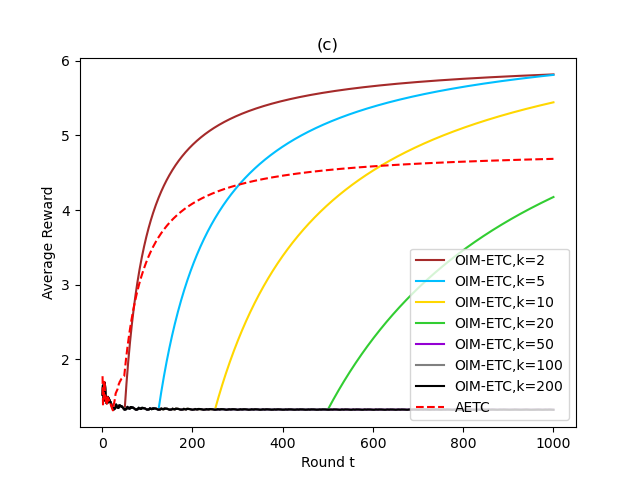 (c)
Average Reward
6
5
4
3
2
0
200
400
600
800
1000
Round t
OIM-ETC,k=2
OIM-ETC,k=5
OIM-ETC,k=10
OIM-ETC,k=20
OIM-ETC,k=50
OIM-ETC,k=100
OIM-ETC,k=200
AETC